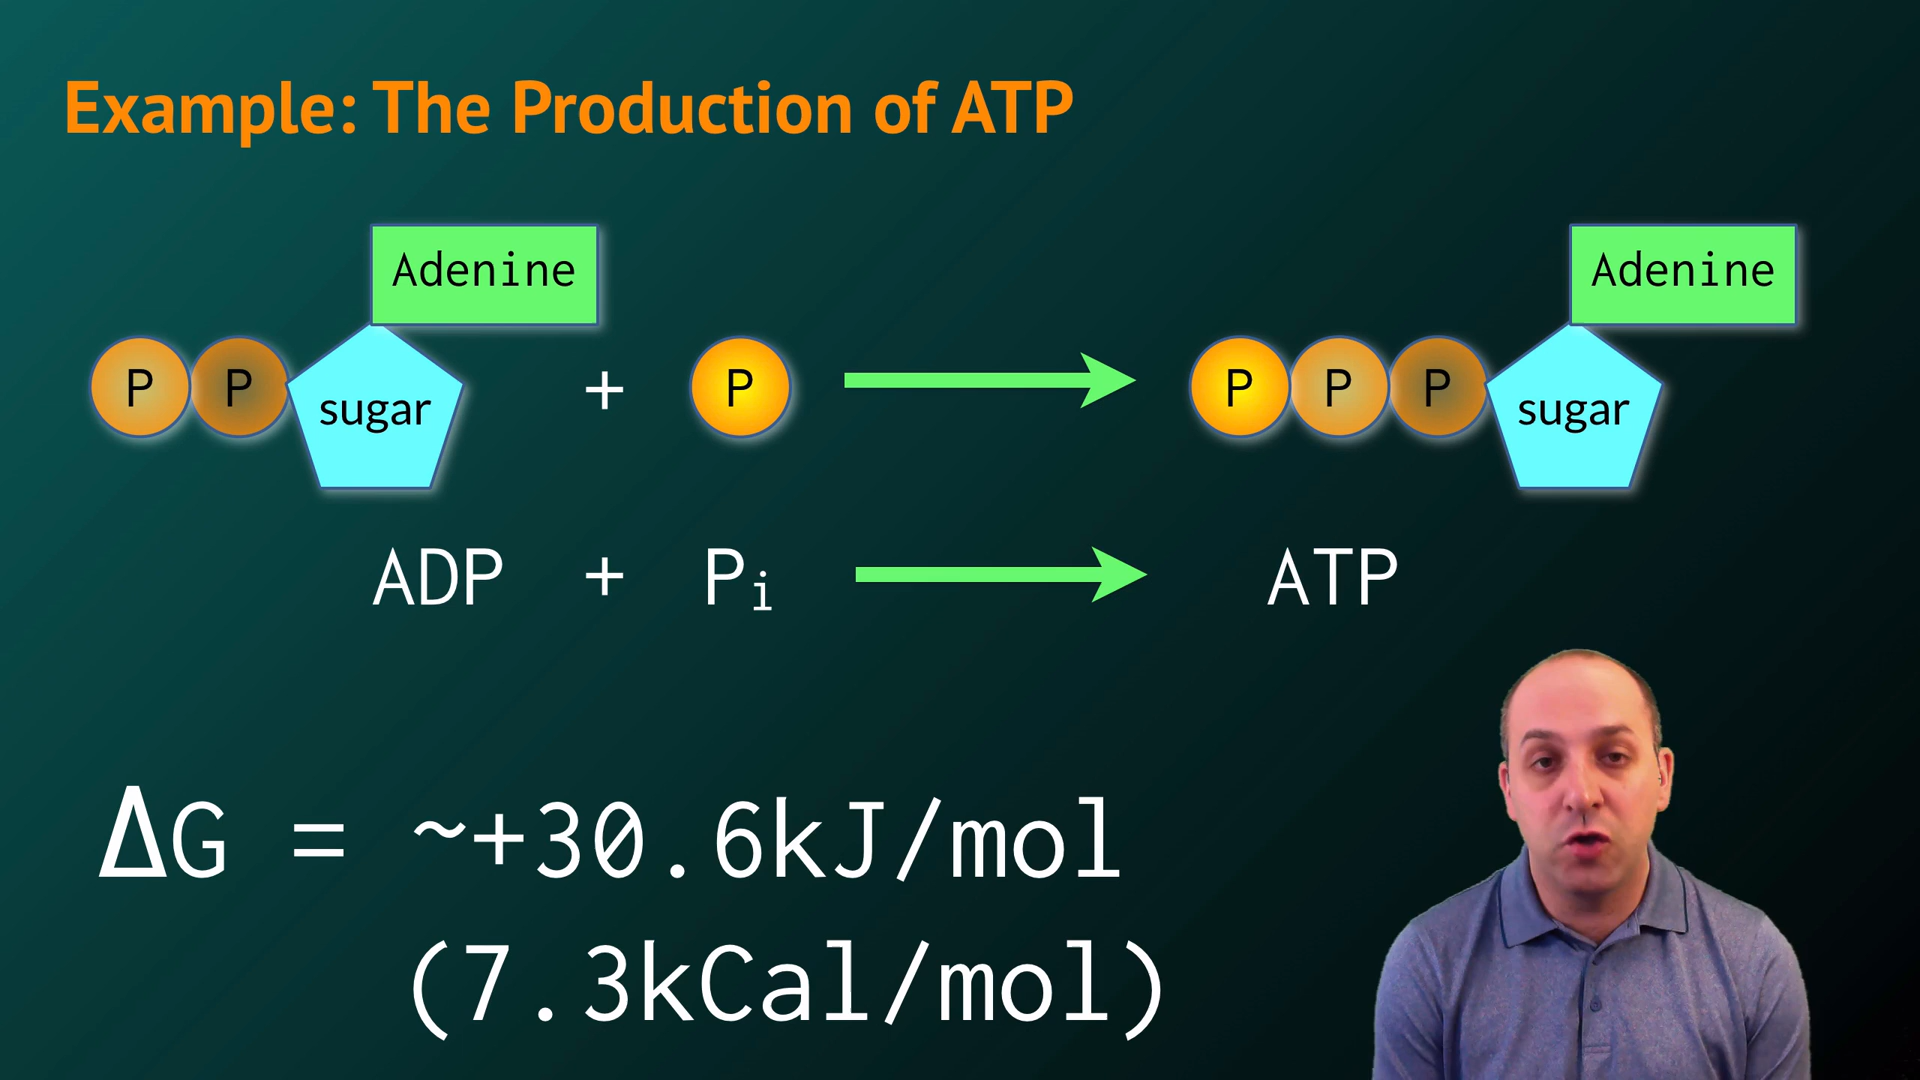 Example: The Production of ATP
Adenine
Adenine
P P sugar + P P P P sugar
ADP + Pᵢ ATP
ΔG = ~+30.6kJ/mol
(7.3kCal/mol)